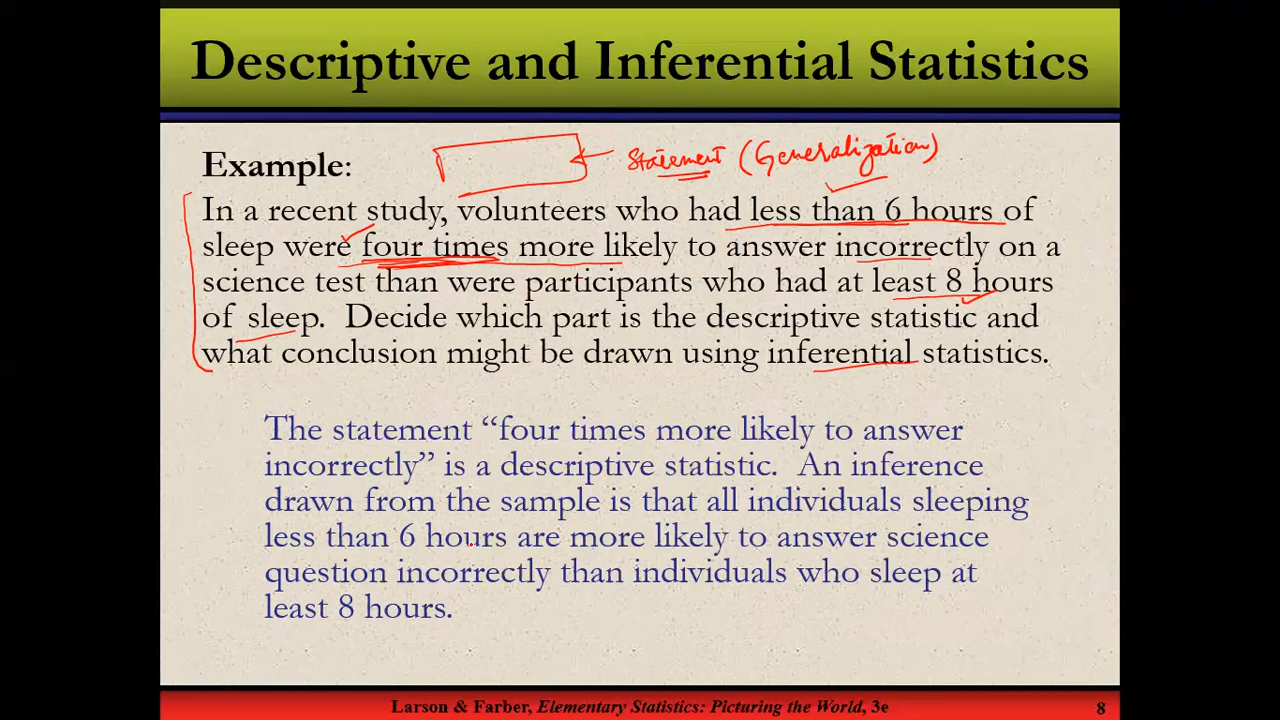 Descriptive and Inferential Statistics
Example:
Statement (Generalization)
In a recent study, volunteers who had less than 6 hours of
sleep were four times more likely to answer incorrectly on a
science test than were participants who had at least 8 hours
of sleep. Decide which part is the descriptive statistic and
what conclusion might be drawn using inferential statistics.
The statement “four times more likely to answer
incorrectly” is a descriptive statistic. An inference
drawn from the sample is that all individuals sleeping
less than 6 hours are more likely to answer science
question incorrectly than individuals who sleep at
least 8 hours.
Larson & Farber, Elementary Statistics: Picturing the World, 3e
8